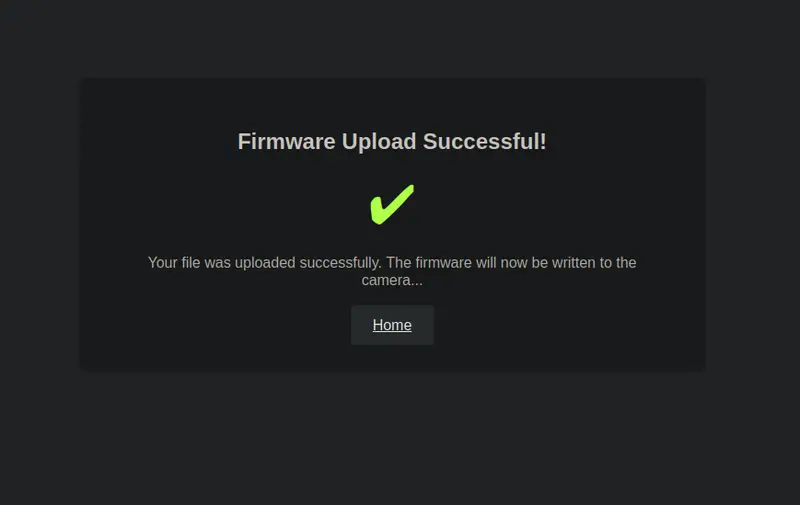 Firmware Upload Successful!
Your file was uploaded successfully. The firmware will now be written to the
camera...
Home